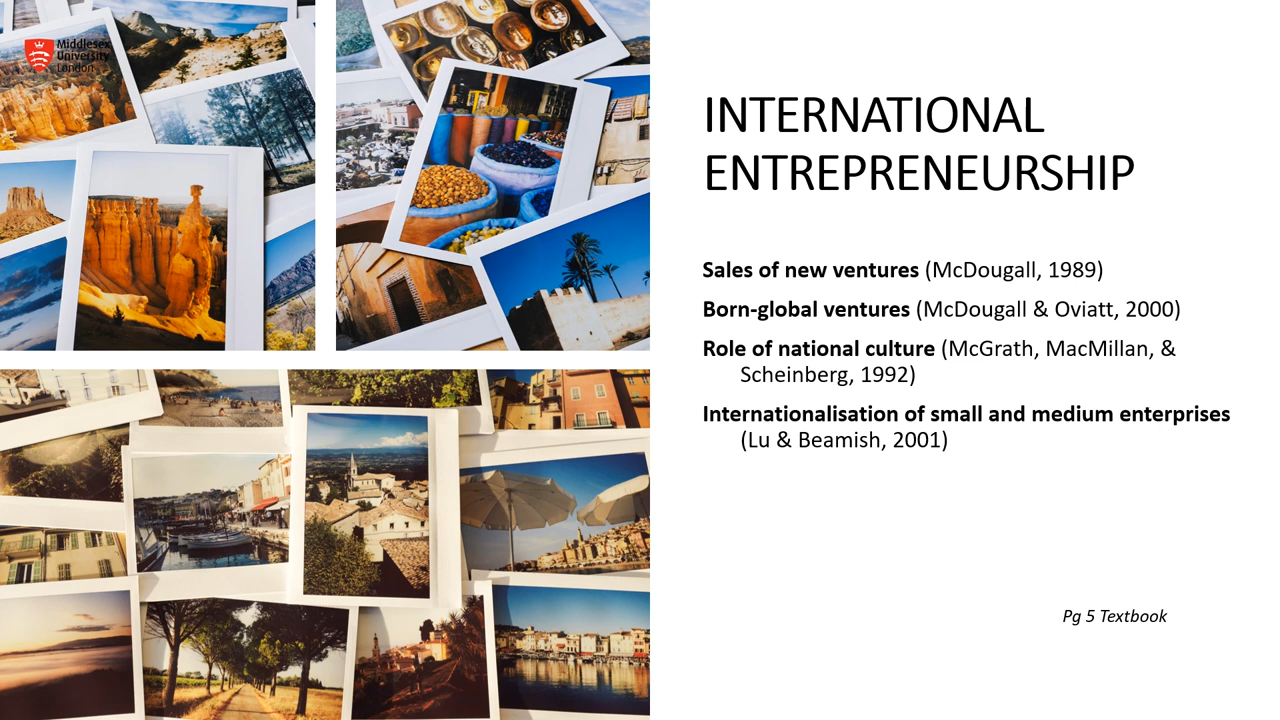 Middlesex
University
London
INTERNATIONAL
ENTREPRENEURSHIP
Sales of new ventures (McDougall, 1989)
Born-global ventures (McDougall & Oviatt, 2000)
Role of national culture (McGrath, MacMillan, &
Scheinberg, 1992)
Internationalisation of small and medium enterprises
(Lu & Beamish, 2001)
Pg 5 Textbook